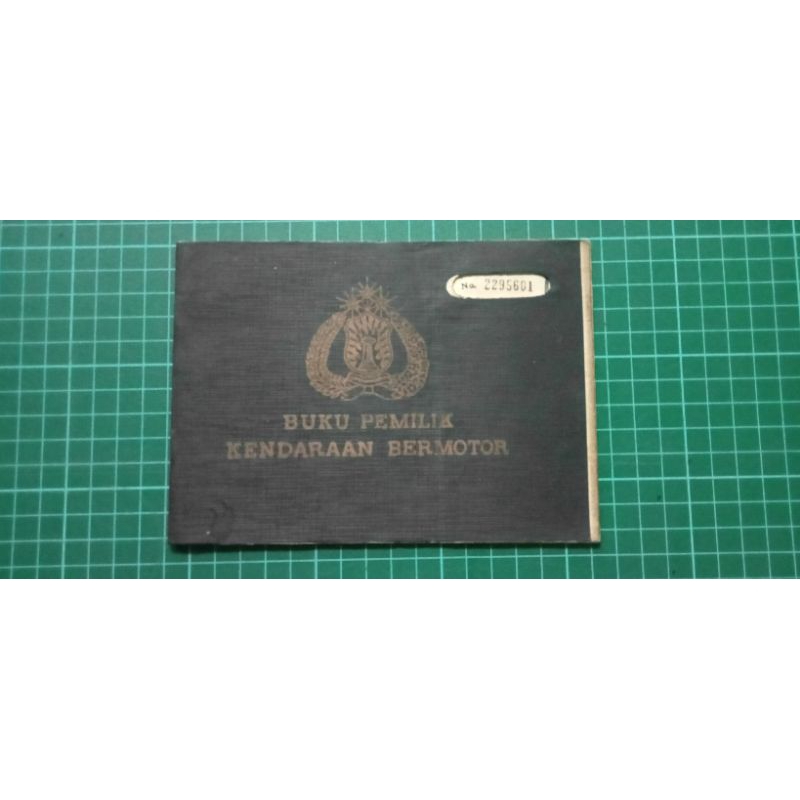 No. 2295601
BUKU PEMILIK
KENDARAAN BERMOTOR